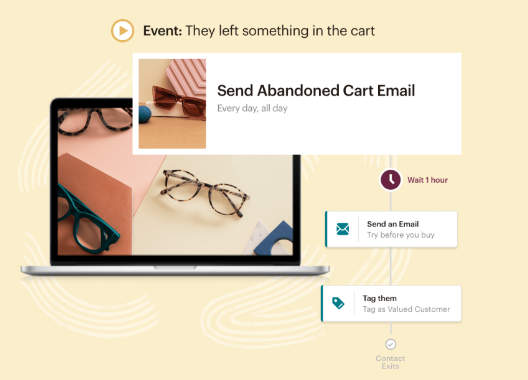 Event: They left something in the cart
Send Abandoned Cart Email
Every day, all day
Wait 1 hour
Send an Email
Try before you buy
Tag them
Tag as Valued Customer
Contact
Exits